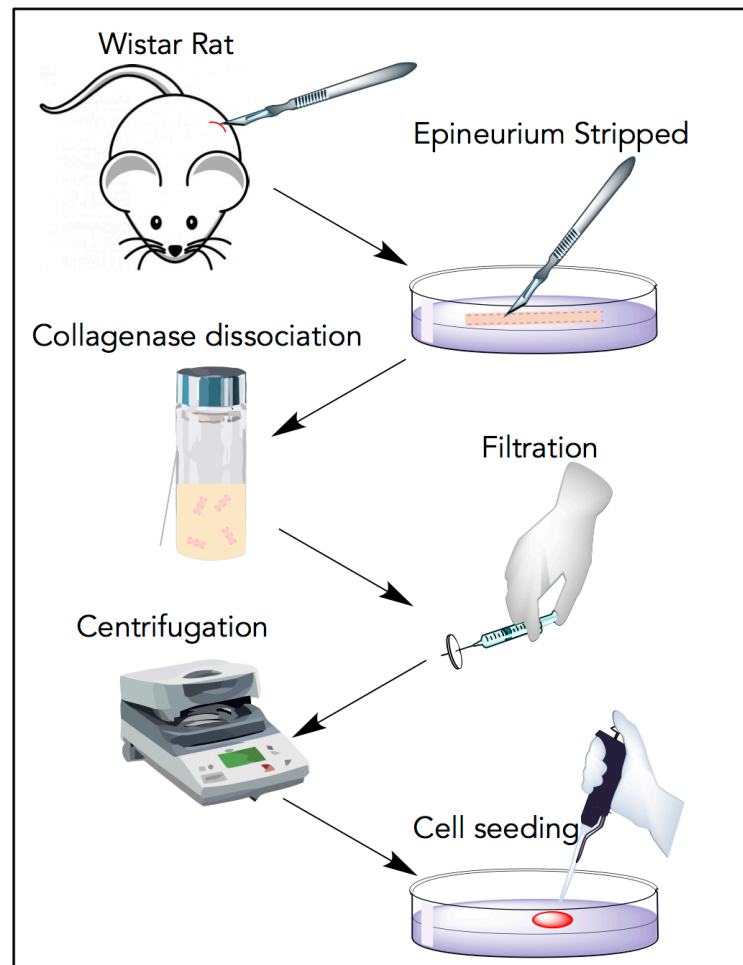 Wistar Rat
Epineurium Stripped
Collagenase dissociation
Filtration
Centrifugation
Cell seeding